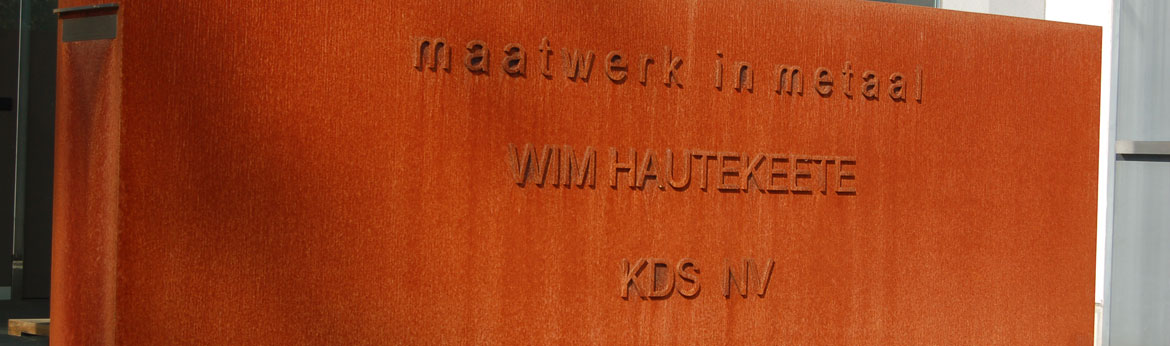 maatwerk in metaal
WIM HAUTEKEETE
KDS NV